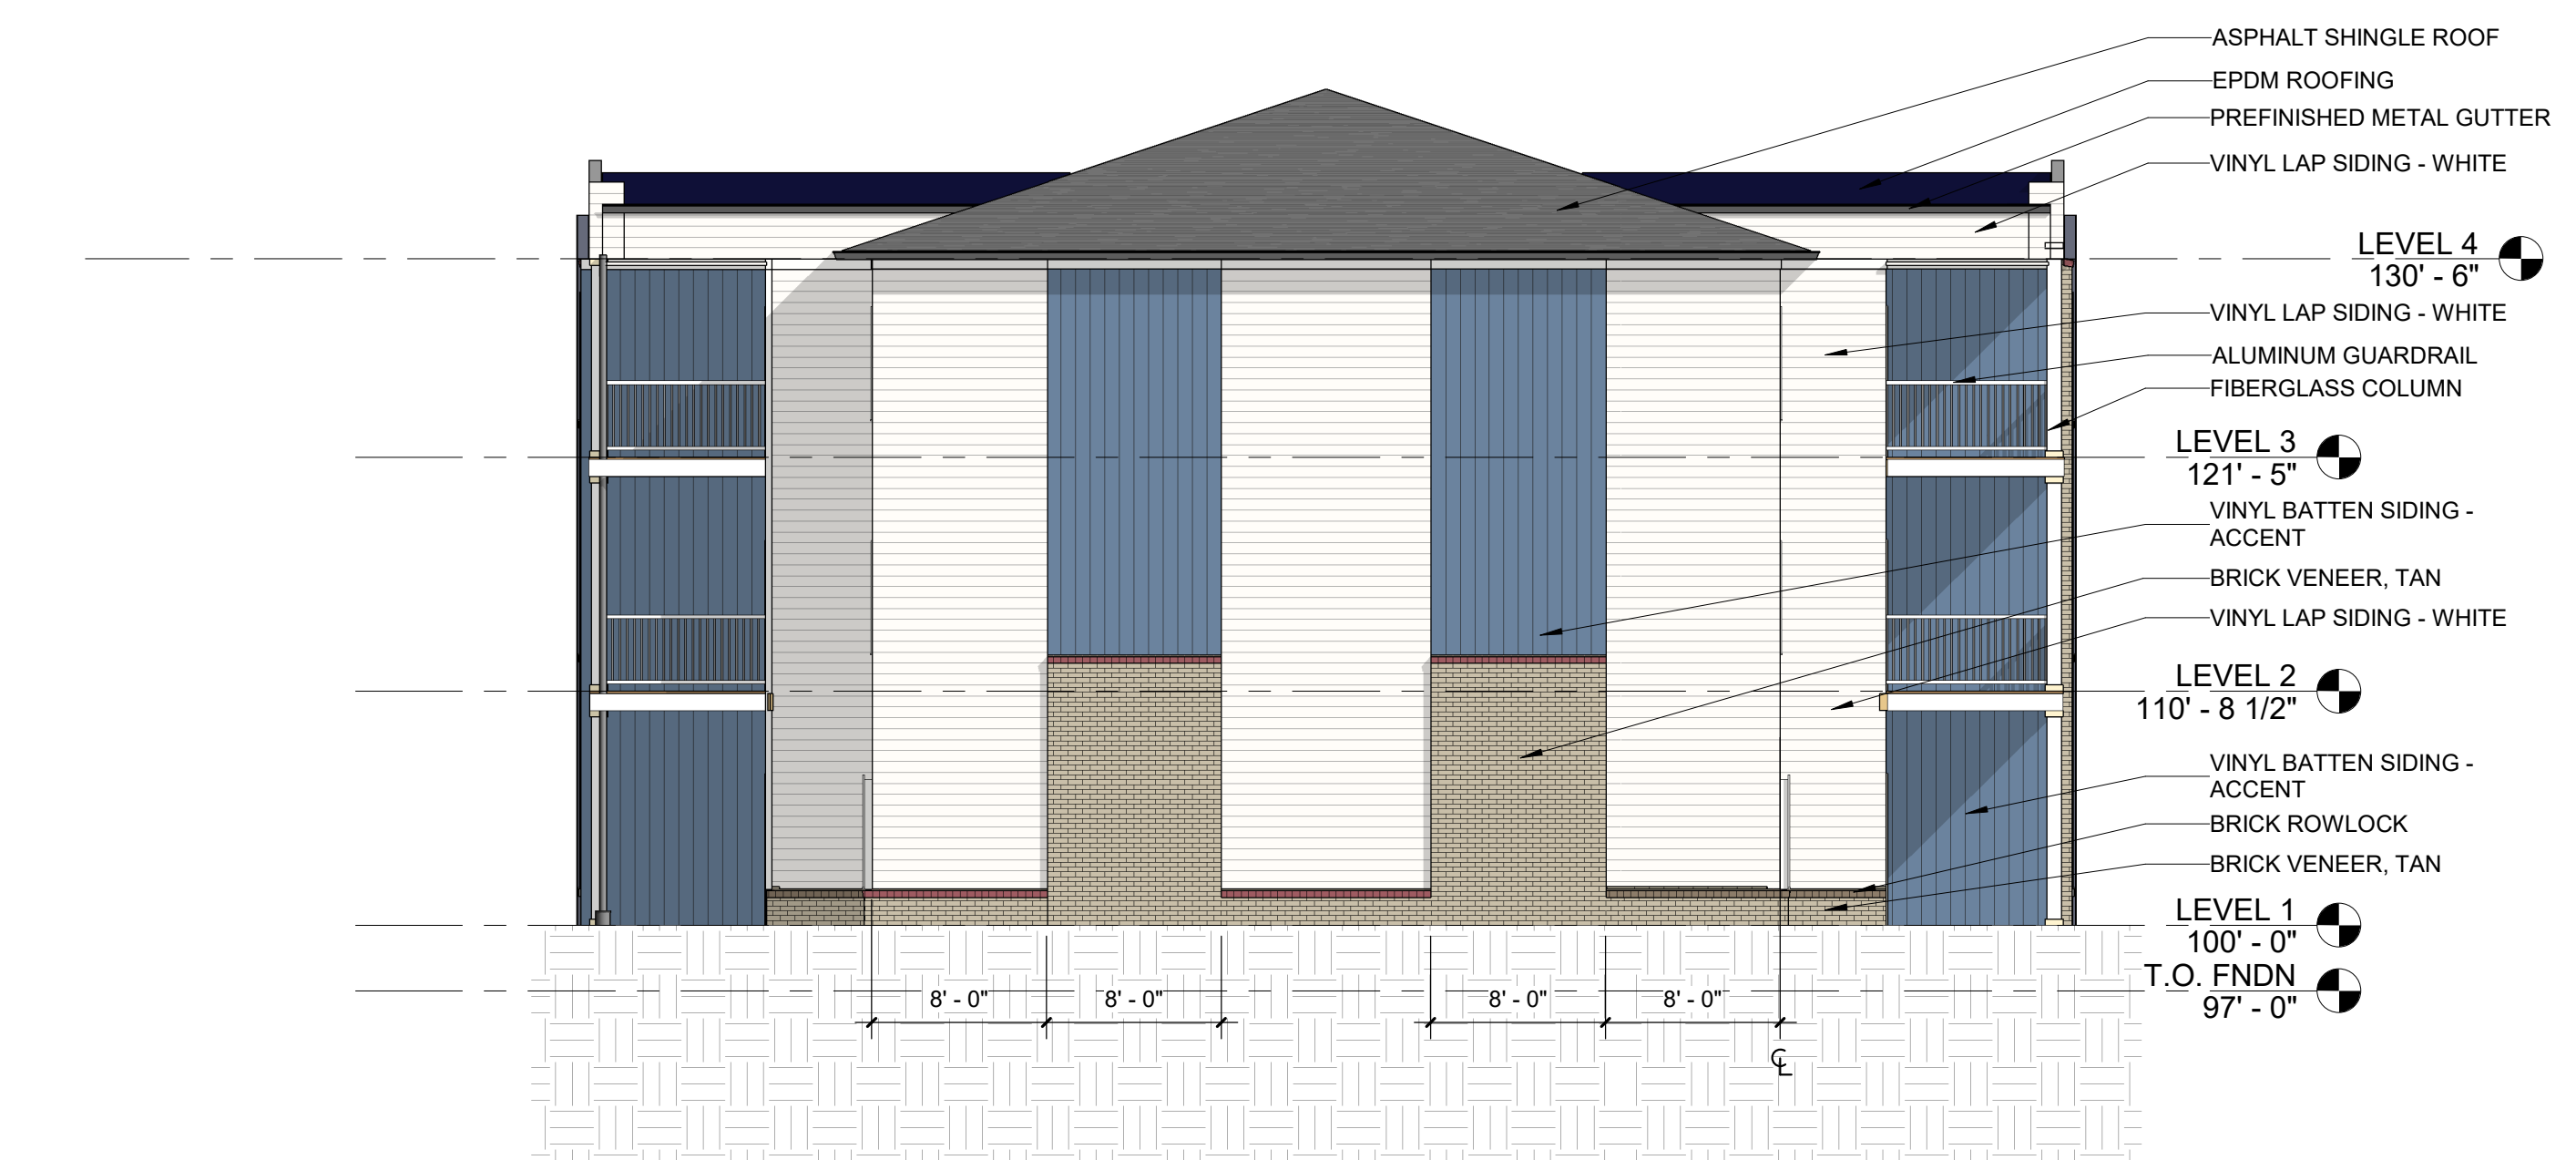 ASPHALT SHINGLE ROOF
EPDM ROOFING
PREFINISHED METAL GUTTER
VINYL LAP SIDING - WHITE
LEVEL 4
130' - 6"
VINYL LAP SIDING - WHITE
ALUMINUM GUARDRAIL
FIBERGLASS COLUMN
LEVEL 3
121' - 5"
VINYL BATTEN SIDING -
ACCENT
BRICK VENEER, TAN
VINYL LAP SIDING - WHITE
LEVEL 2
110' - 8 1/2"
VINYL BATTEN SIDING -
ACCENT
BRICK ROWLOCK
BRICK VENEER, TAN
LEVEL 1
100' - 0"
T.O. FNDN
97' - 0"
8' - 0" 8' - 0" 8' - 0" 8' - 0"
℄